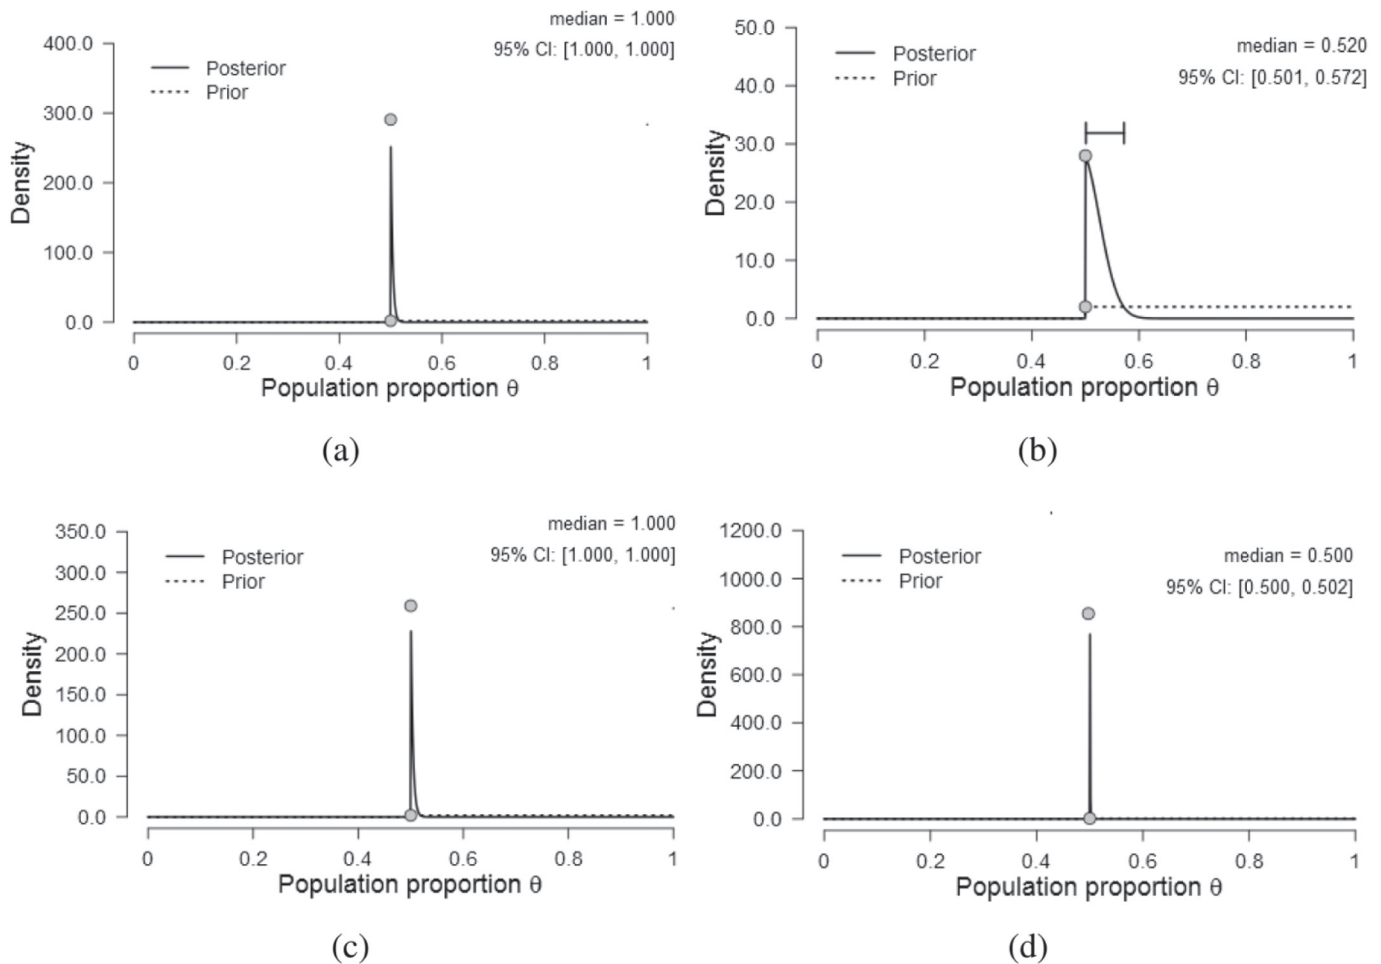 median = 1.000
95% CI: [1.000, 1.000]
Posterior
Prior
400.0
300.0
200.0
100.0
0.0
Density
0 0.2 0.4 0.6 0.8 1
Population proportion θ
(a)
median = 0.520
95% CI: [0.501, 0.572]
Posterior
Prior
50.0
40.0
30.0
20.0
10.0
0.0
Density
0 0.2 0.4 0.6 0.8 1
Population proportion θ
(b)
median = 1.000
95% CI: [1.000, 1.000]
Posterior
Prior
350.0
300.0
250.0
200.0
150.0
100.0
50.0
0.0
Density
0 0.2 0.4 0.6 0.8 1
Population proportion θ
(c)
median = 0.500
95% CI: [0.500, 0.502]
Posterior
Prior
1200.0
1000.0
800.0
600.0
400.0
200.0
0.0
Density
0 0.2 0.4 0.6 0.8 1
Population proportion θ
(d)